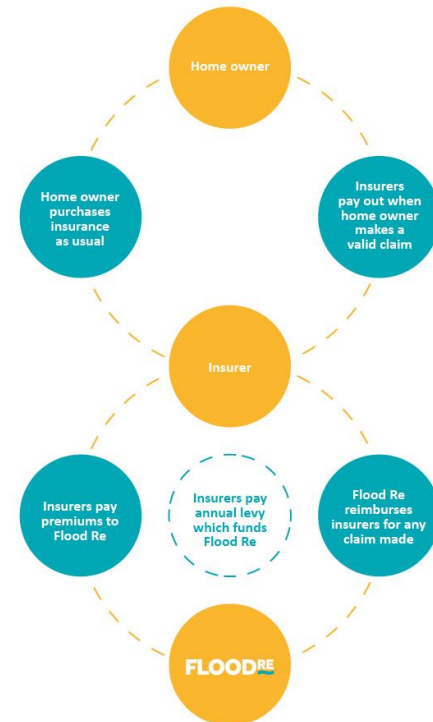 Home owner
Home owner
purchases
insurance
as usual
Insurers
pay out when
home owner
makes a
valid claim
Insurer
Insurers pay
premiums to
Flood Re
Insurers pay
annual levy
which funds
Flood Re
Flood Re
reimburses
insurers for any
claim made
FLOOD RE